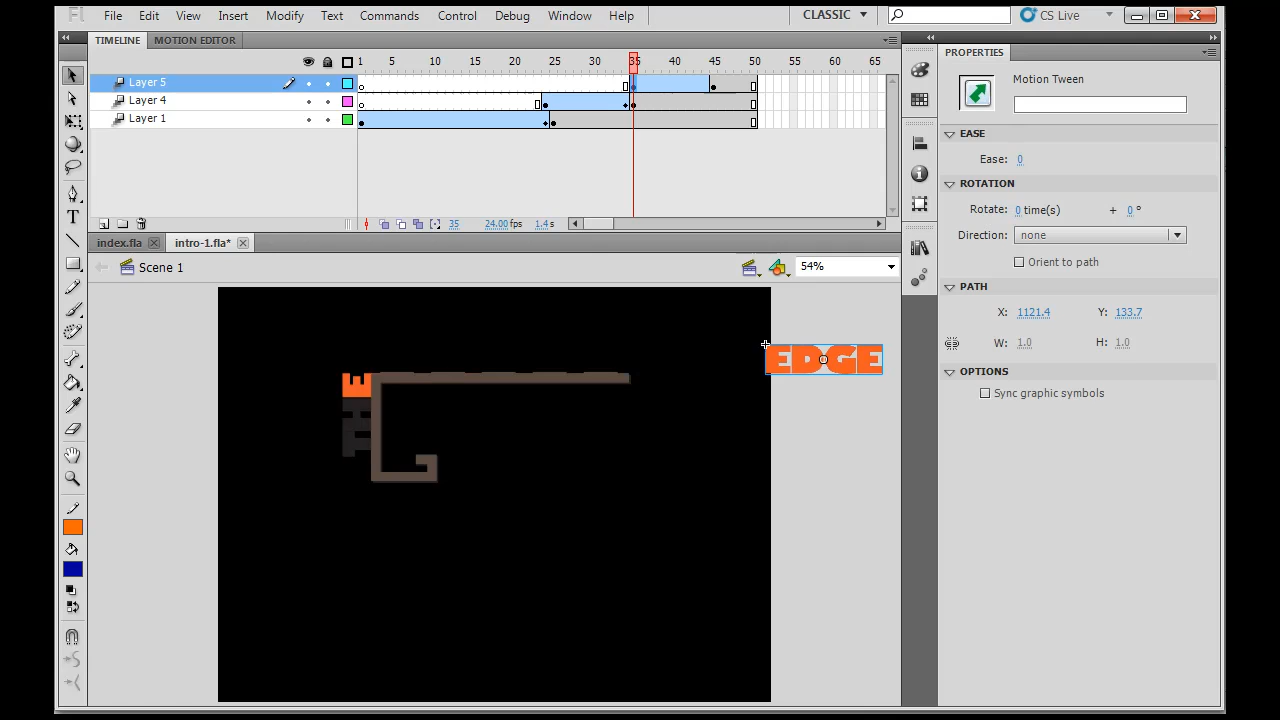 Fl File Edit View Insert Modify Text Commands Control Debug Window Help CLASSIC CS Live
TIMELINE MOTION EDITOR
1 5 10 15 20 25 30 35 40 45 50 55 60 65
Layer 5
Layer 4
Layer 1
35 24.00 fps 1.4 s
index.fla intro-1.fla*
Scene 1 54%
THE
EDGE
PROPERTIES
Motion Tween
EASE
Ease: 0
ROTATION
Rotate: 0 time(s) + 0 °
Direction: none
Orient to path
PATH
X: 1121.4 Y: 133.7
W: 1.0 H: 1.0
OPTIONS
Sync graphic symbols